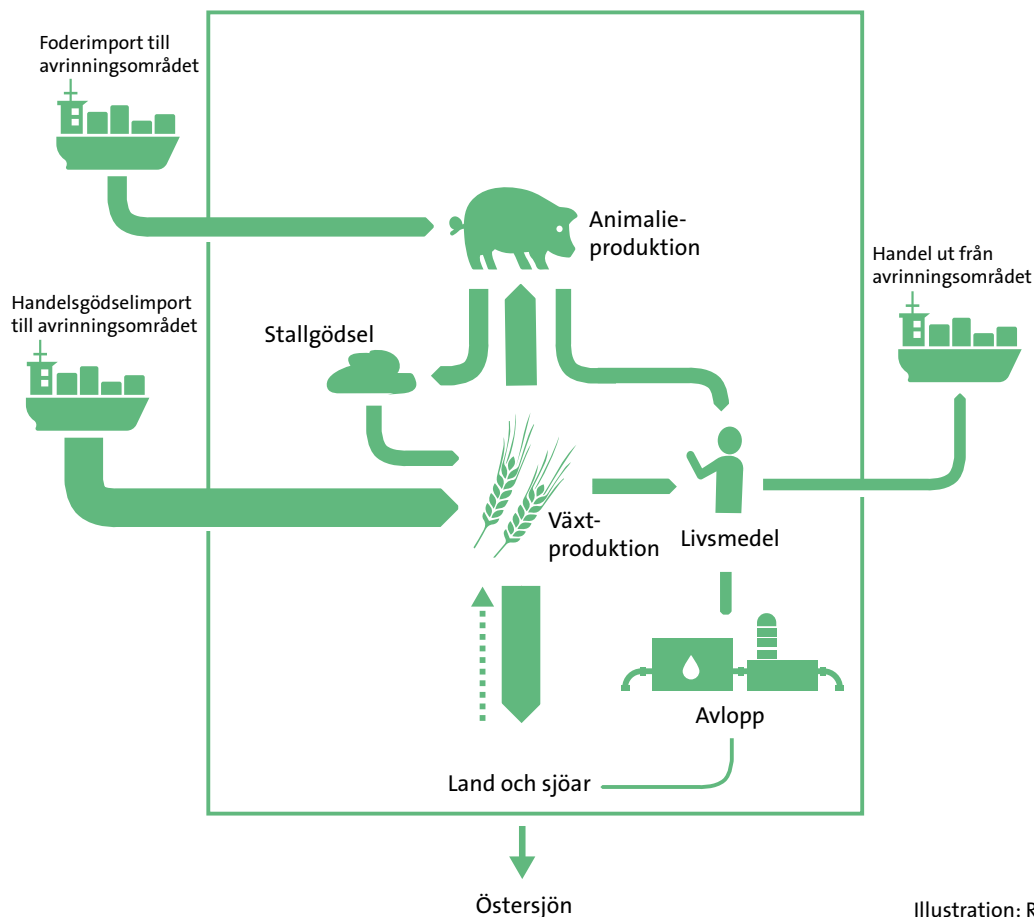 Foderimport till
avrinningsområdet
Animalie-
produktion
Handel ut från
avrinningsområdet
Handelsgödselimport
till avrinningsområdet
Stallgödsel
Växt-
produktion
Livsmedel
Avlopp
Land och sjöar
Östersjön
Illustration: R